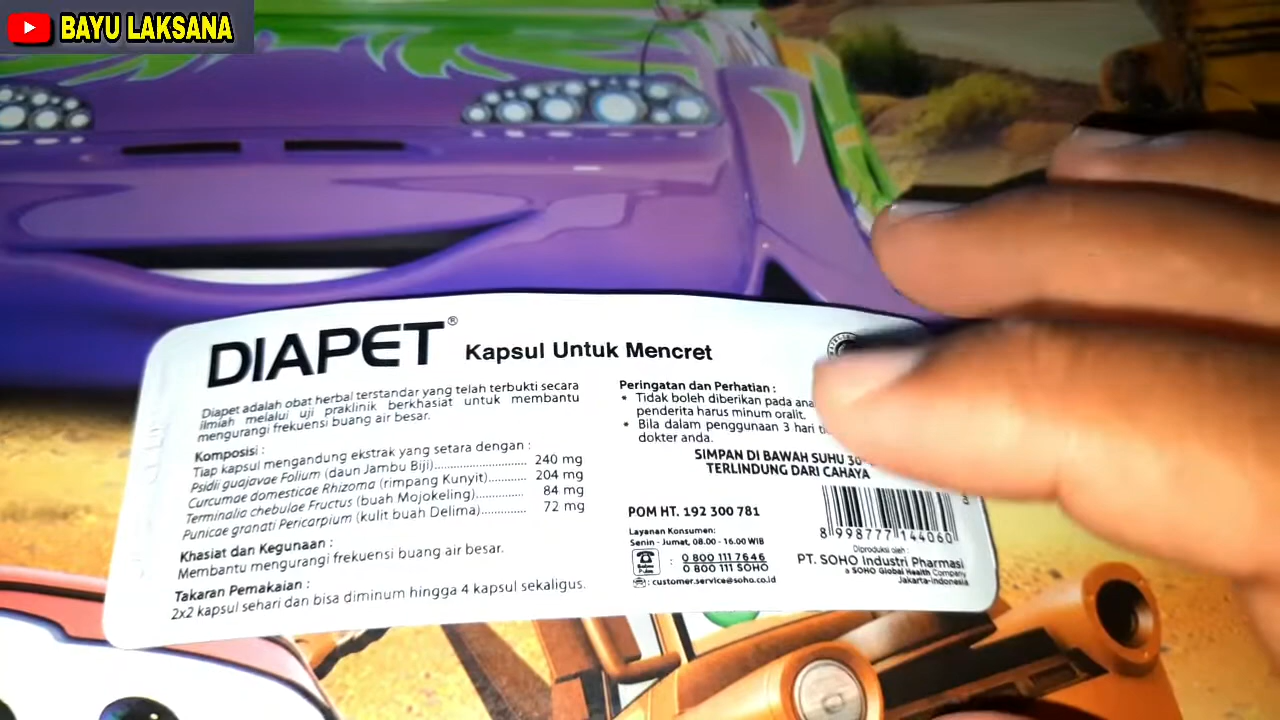 BAYU LAKSANA
DIAPET® Kapsul Untuk Mencret
Diapet adalah obat herbal terstandar yang telah terbukti secara
ilmiah melalui uji praklinik berkhasiat untuk membantu
mengurangi frekuensi buang air besar.
Komposisi :
Tiap kapsul mengandung ekstrak yang setara dengan :
Psidii guajavae Folium (daun Jambu Biji)............................ 240 mg
Curcumae domesticae Rhizoma (rimpang Kunyit)........... 204 mg
Terminalia chebulae Fructus (buah Mojokeling).............. 84 mg
Punicae granati Pericarpium (kulit buah Delima).............. 72 mg
Khasiat dan Kegunaan :
Membantu mengurangi frekuensi buang air besar.
Takaran Pemakaian :
2x2 kapsul sehari dan bisa diminum hingga 4 kapsul sekaligus.
Peringatan dan Perhatian :
• Tidak boleh diberikan pada
penderita harus minum oralit.
• Bila dalam penggunaan 3 hari
dokter anda.
SIMPAN DI BAWAH SUHU 30
TERLINDUNG DARI CAHAYA
POM HT. 192 300 781
Layanan Konsumen:
Senin - Jumat, 08.00 - 16.00 WIB
: 0 800 111 7646
0 800 111 SOHO
: customer.service@soho.co.id
8 998777 144060
Diproduksi oleh :
PT. SOHO Industri Pharmasi
a SOHO Global Health Company
Jakarta-Indonesia